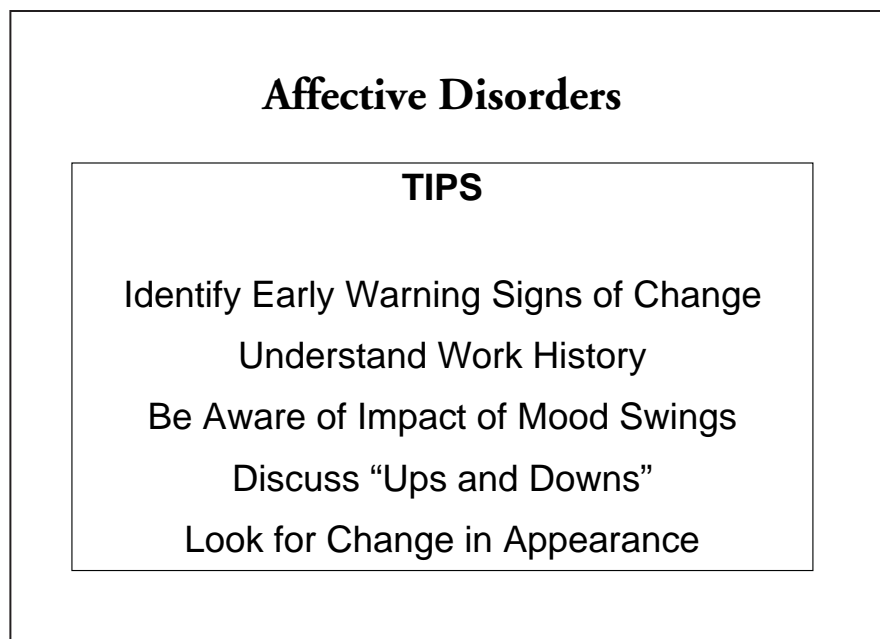 Affective Disorders
TIPS
Identify Early Warning Signs of Change
Understand Work History
Be Aware of Impact of Mood Swings
Discuss “Ups and Downs”
Look for Change in Appearance